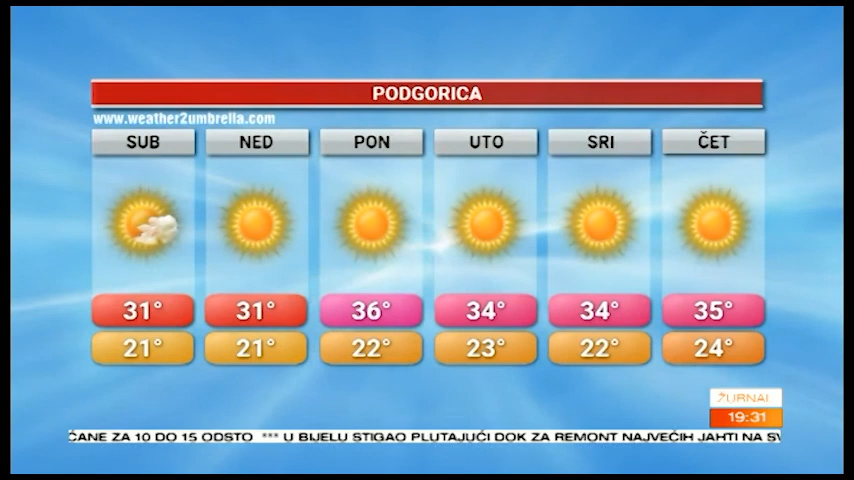 PODGORICA
www.weather2umbrella.com
SUB NED PON UTO SRI ČET
31° 31° 36° 34° 34° 35°
21° 21° 22° 23° 22° 24°
ŽURNAL
19:31
ĆANE ZA 10 DO 15 ODSTO *** U BIJELU STIGAO PLUTAJUĆI DOK ZA REMONT NAJVEĆIH JAHTI NA SV